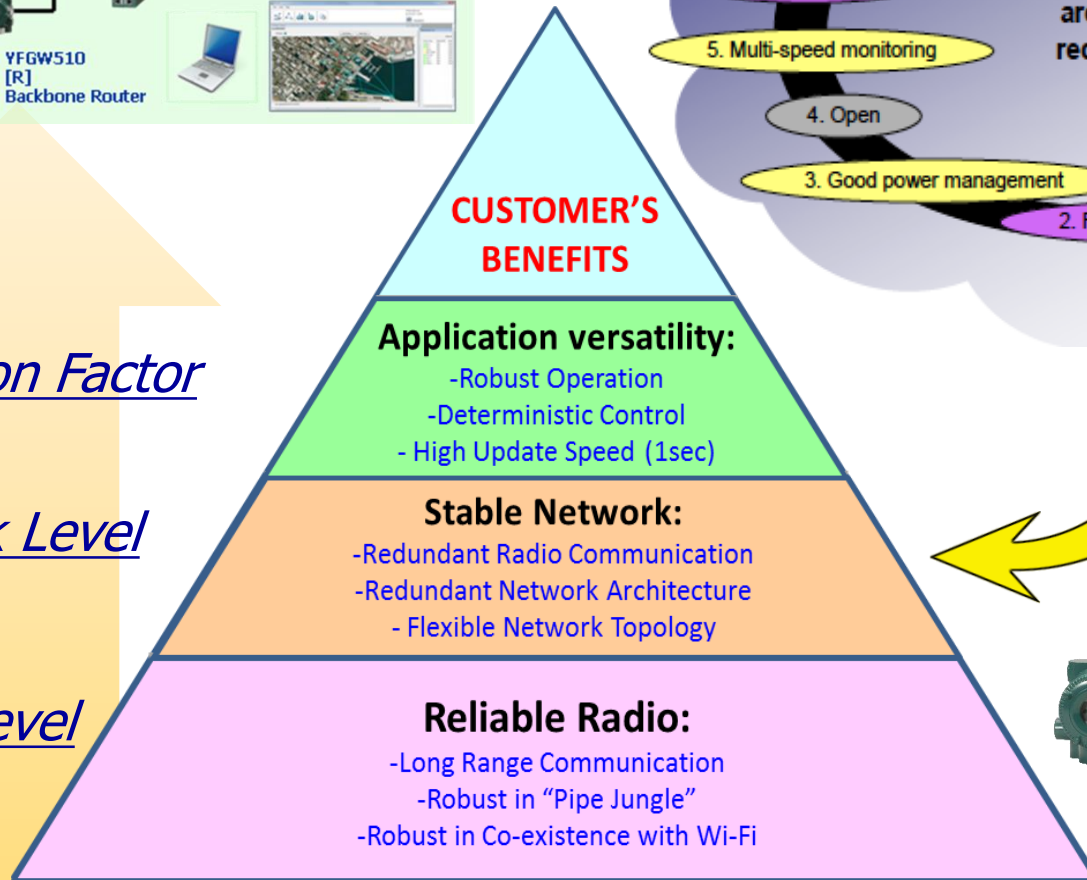 YFGW510
[R]
Backbone Router
5. Multi-speed monitoring
4. Open
3. Good power management
2.
CUSTOMER'S
BENEFITS
Application versatility:
-Robust Operation
-Deterministic Control
- High Update Speed (1sec)
Factor
Stable Network:
-Redundant Radio Communication
-Redundant Network Architecture
- Flexible Network Topology
Level
Reliable Radio:
-Long Range Communication
-Robust in “Pipe Jungle”
-Robust in Co-existence with Wi-Fi